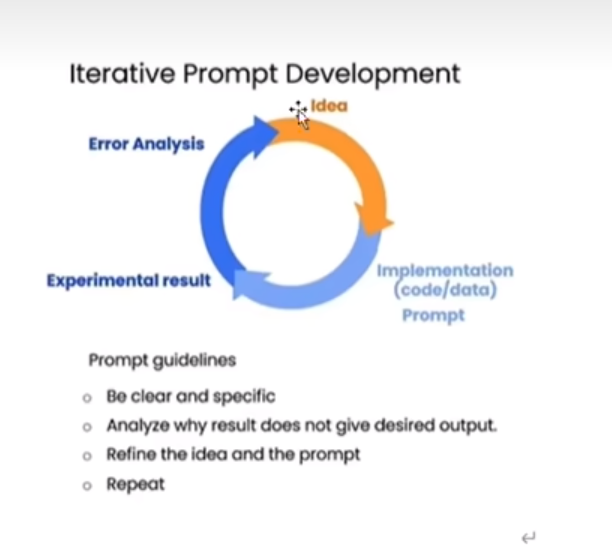 Iterative Prompt Development
Idea
Error Analysis
Experimental result
Implementation
(code/data)
Prompt
Prompt guidelines
Be clear and specific
Analyze why result does not give desired output.
Refine the idea and the prompt
Repeat